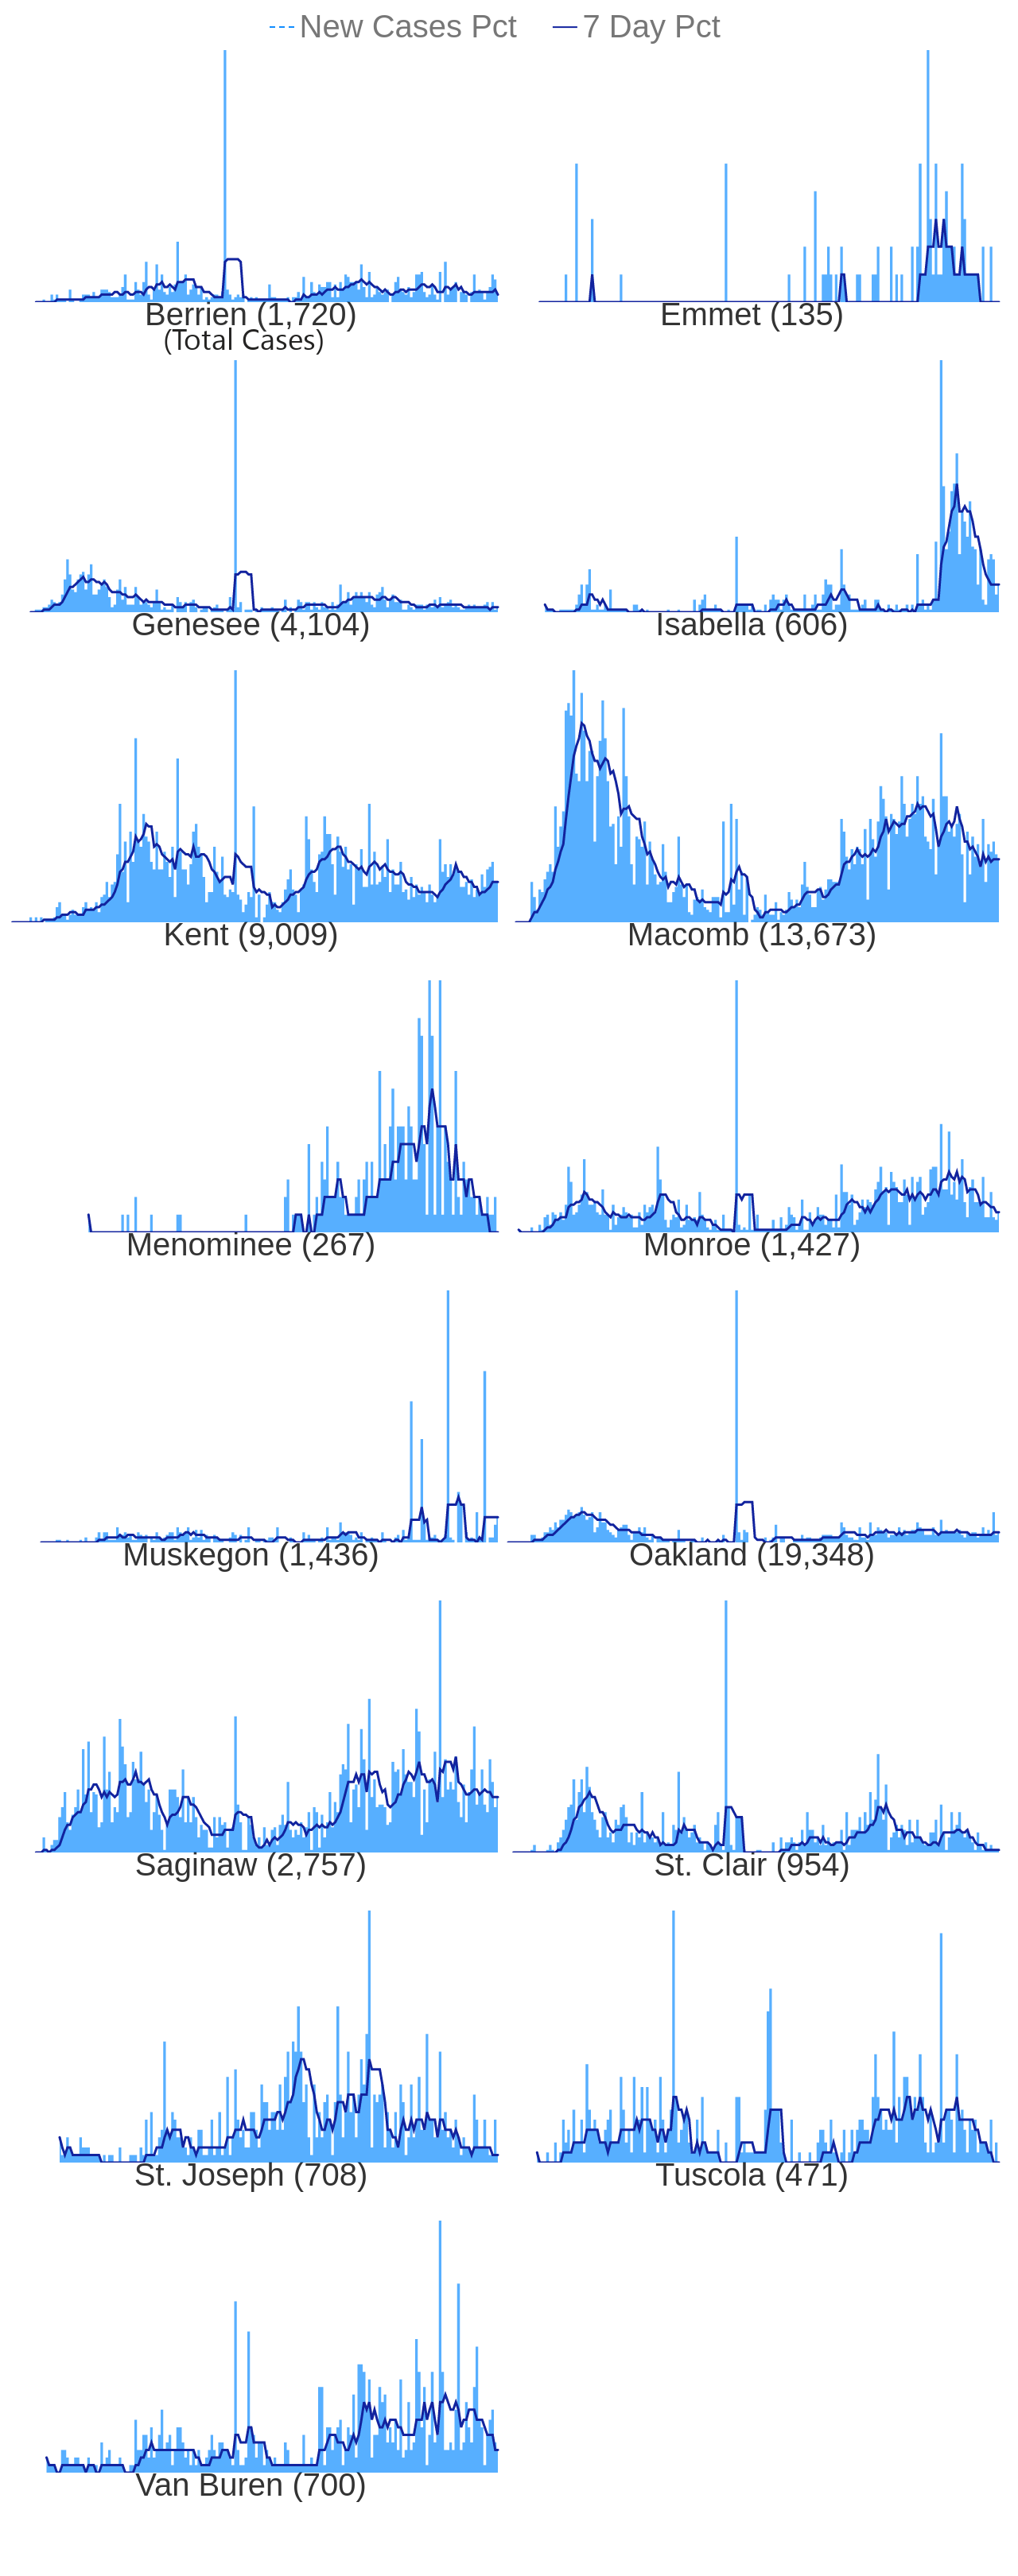 New Cases Pct 7 Day Pct
Berrien (1,720) Emmet (135)
(Total Cases)
Genesee (4,104) Isabella (606)
Kent (9,009) Macomb (13,673)
Menominee (267) Monroe (1,427)
Muskegon (1,436) Oakland (19,348)
Saginaw (2,757) St. Clair (954)
St. Joseph (708) Tuscola (471)
Van Buren (700)